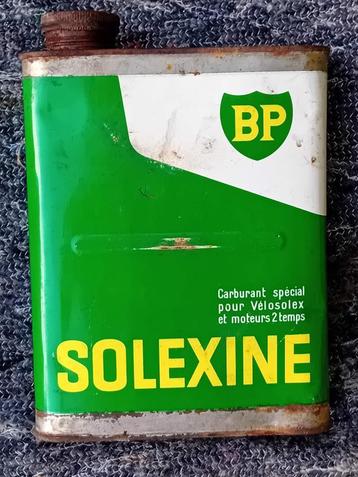 BP
Carburant spécial
pour Vélosolex
et moteurs 2 temps
SOLEXINE